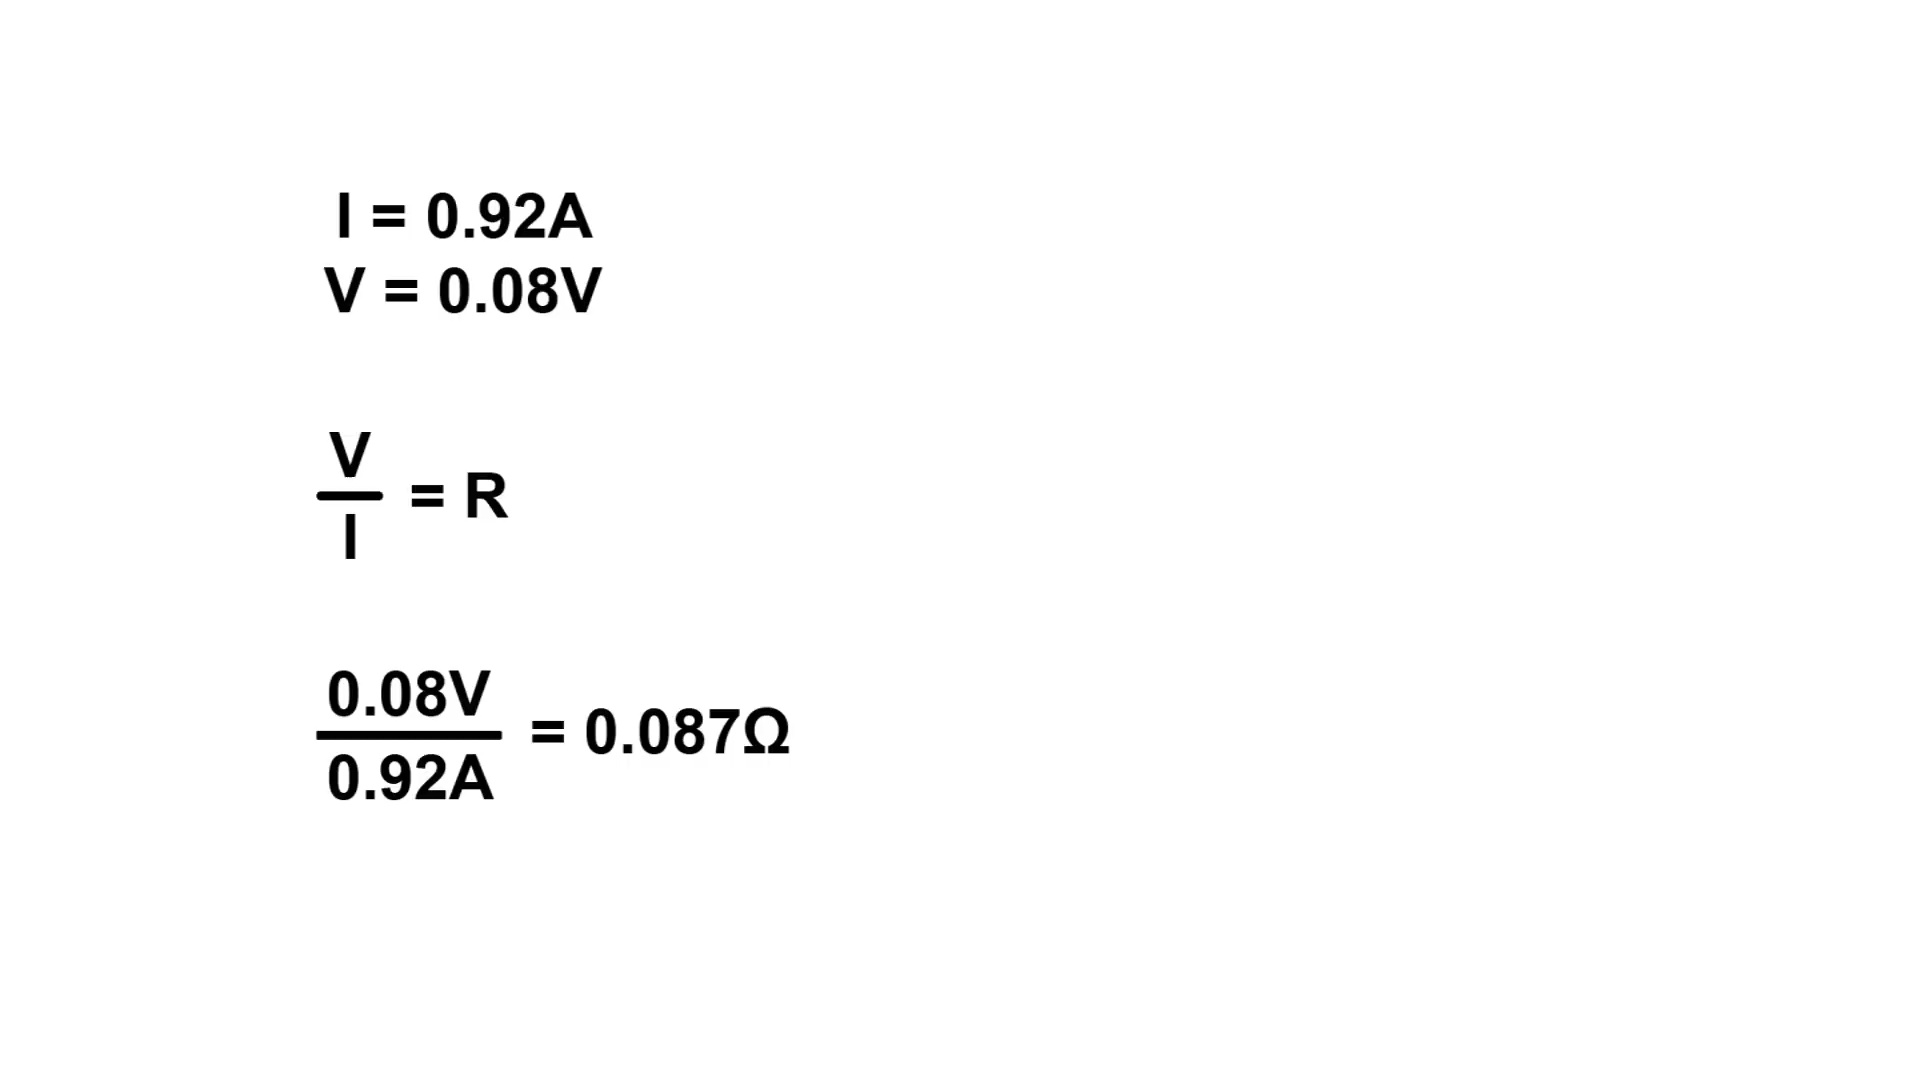 I = 0.92A
V = 0.08V
V
I
= R
0.08V
0.92A
= 0.087Ω